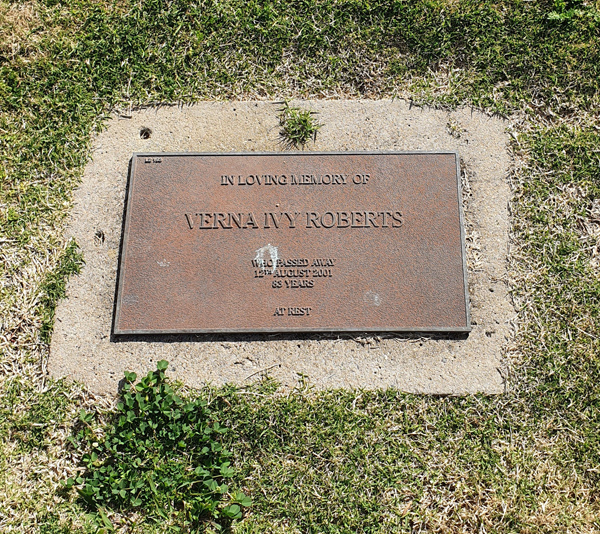 IN LOVING MEMORY OF
VERNA IVY ROBERTS
WHO PASSED AWAY
12TH AUGUST 2001
83 YEARS
AT REST